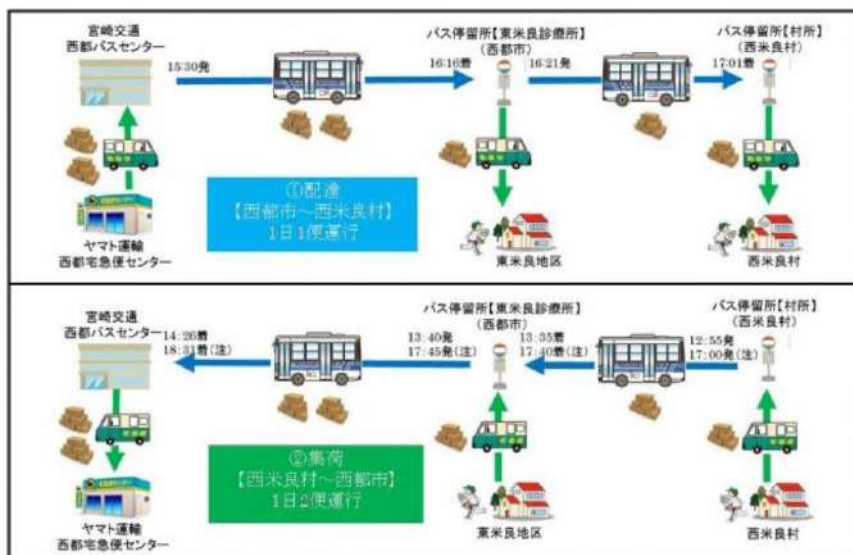 宮崎交通
西都バスセンター
15:30発
バス停留所【東米良診療所】
(西都市)
16:16着
16:21発
バス停留所【村所】
(西米良村)
17:01着
①配達
【西都市～西米良村】
1日1便運行
ヤマト運輸
西都宅急便センター
東米良地区
西米良村
宮崎交通
西都バスセンター
14:26着
18:31着(注)
バス停留所【東米良診療所】
(西都市)
13:40発
17:45発(注)
13:35着
17:40着(注)
バス停留所【村所】
(西米良村)
12:55発
17:00発(注)
②集荷
【西米良村～西都市】
1日2便運行
ヤマト運輸
西都宅急便センター
東米良地区
西米良村